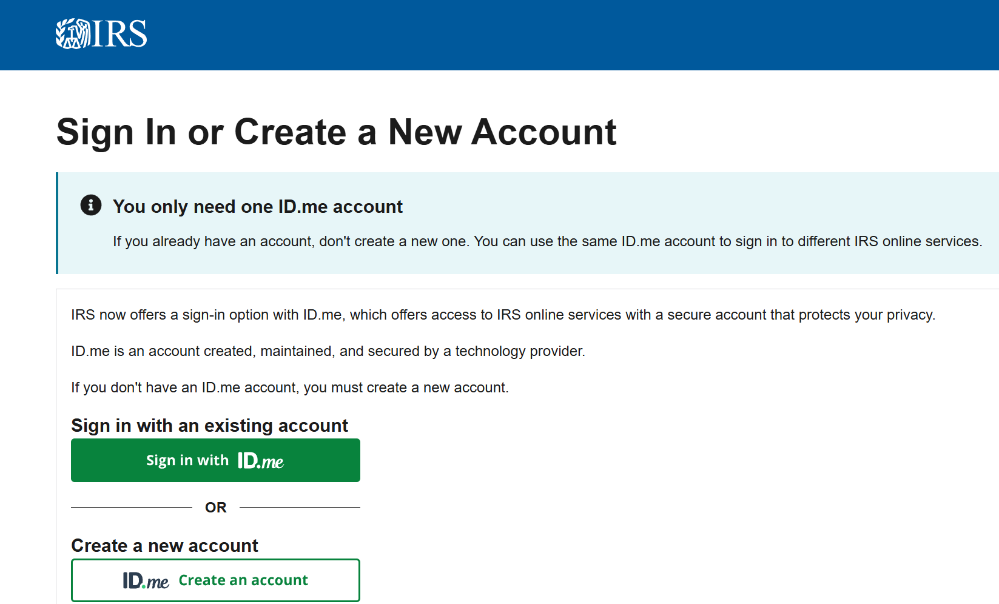 IRS
Sign In or Create a New Account
You only need one ID.me account
If you already have an account, don't create a new one. You can use the same ID.me account to sign in to different IRS online services.
IRS now offers a sign-in option with ID.me, which offers access to IRS online services with a secure account that protects your privacy.
ID.me is an account created, maintained, and secured by a technology provider.
If you don't have an ID.me account, you must create a new account.
Sign in with an existing account
Sign in with ID.me
OR
Create a new account
ID.me Create an account